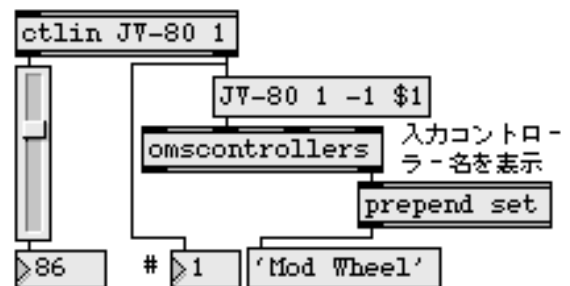 ctlin JV-80 1
JV-80 1 -1 $1
omscontrollers
入力コントロー
ラー名を表示
prepend set
86
# 1
'Mod Wheel'